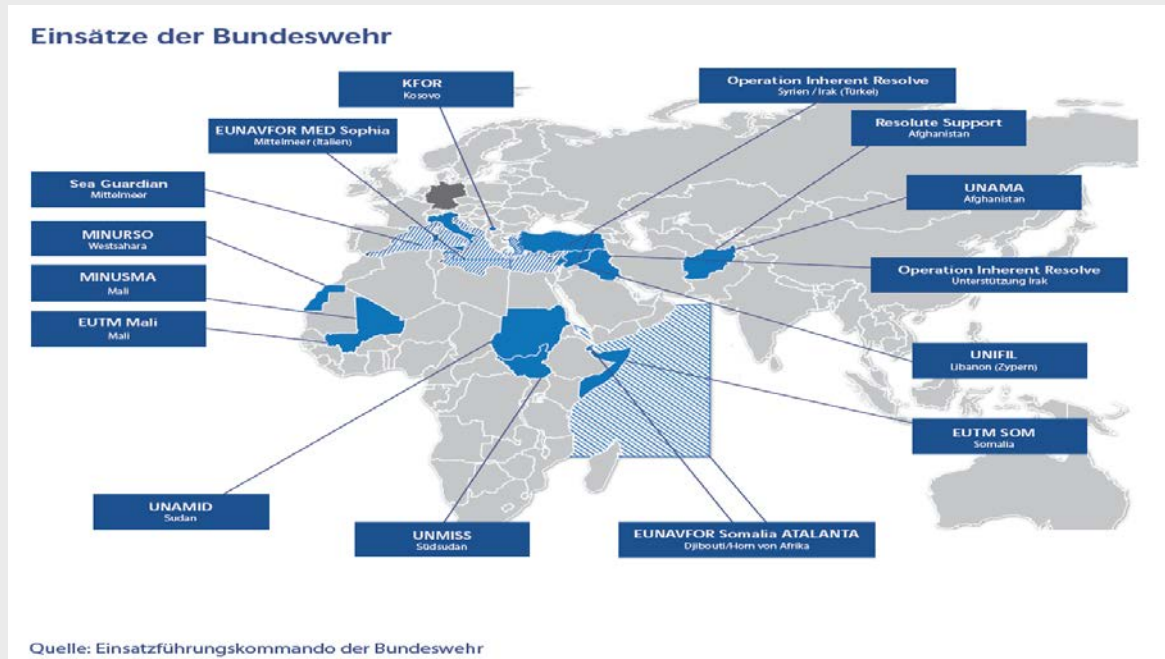 Einsätze der Bundeswehr
KFOR
Kosovo
Operation Inherent Resolve
Syrien / Irak (Türkei)
EUNAVFOR MED Sophia
Mittelmeer (Italien)
Resolute Support
Afghanistan
Sea Guardian
Mittelmeer
UNAMA
Afghanistan
MINURSO
Westsahara
MINUSMA
Mali
Operation Inherent Resolve
Unterstützung Irak
EUTM Mali
Mali
UNIFIL
Libanon (Zypern)
EUTM SOM
Somalia
UNAMID
Sudan
UNMISS
Südsudan
EUNAVFOR Somalia ATALANTA
Djibouti/Horn von Afrika
Quelle: Einsatzführungskommando der Bundeswehr